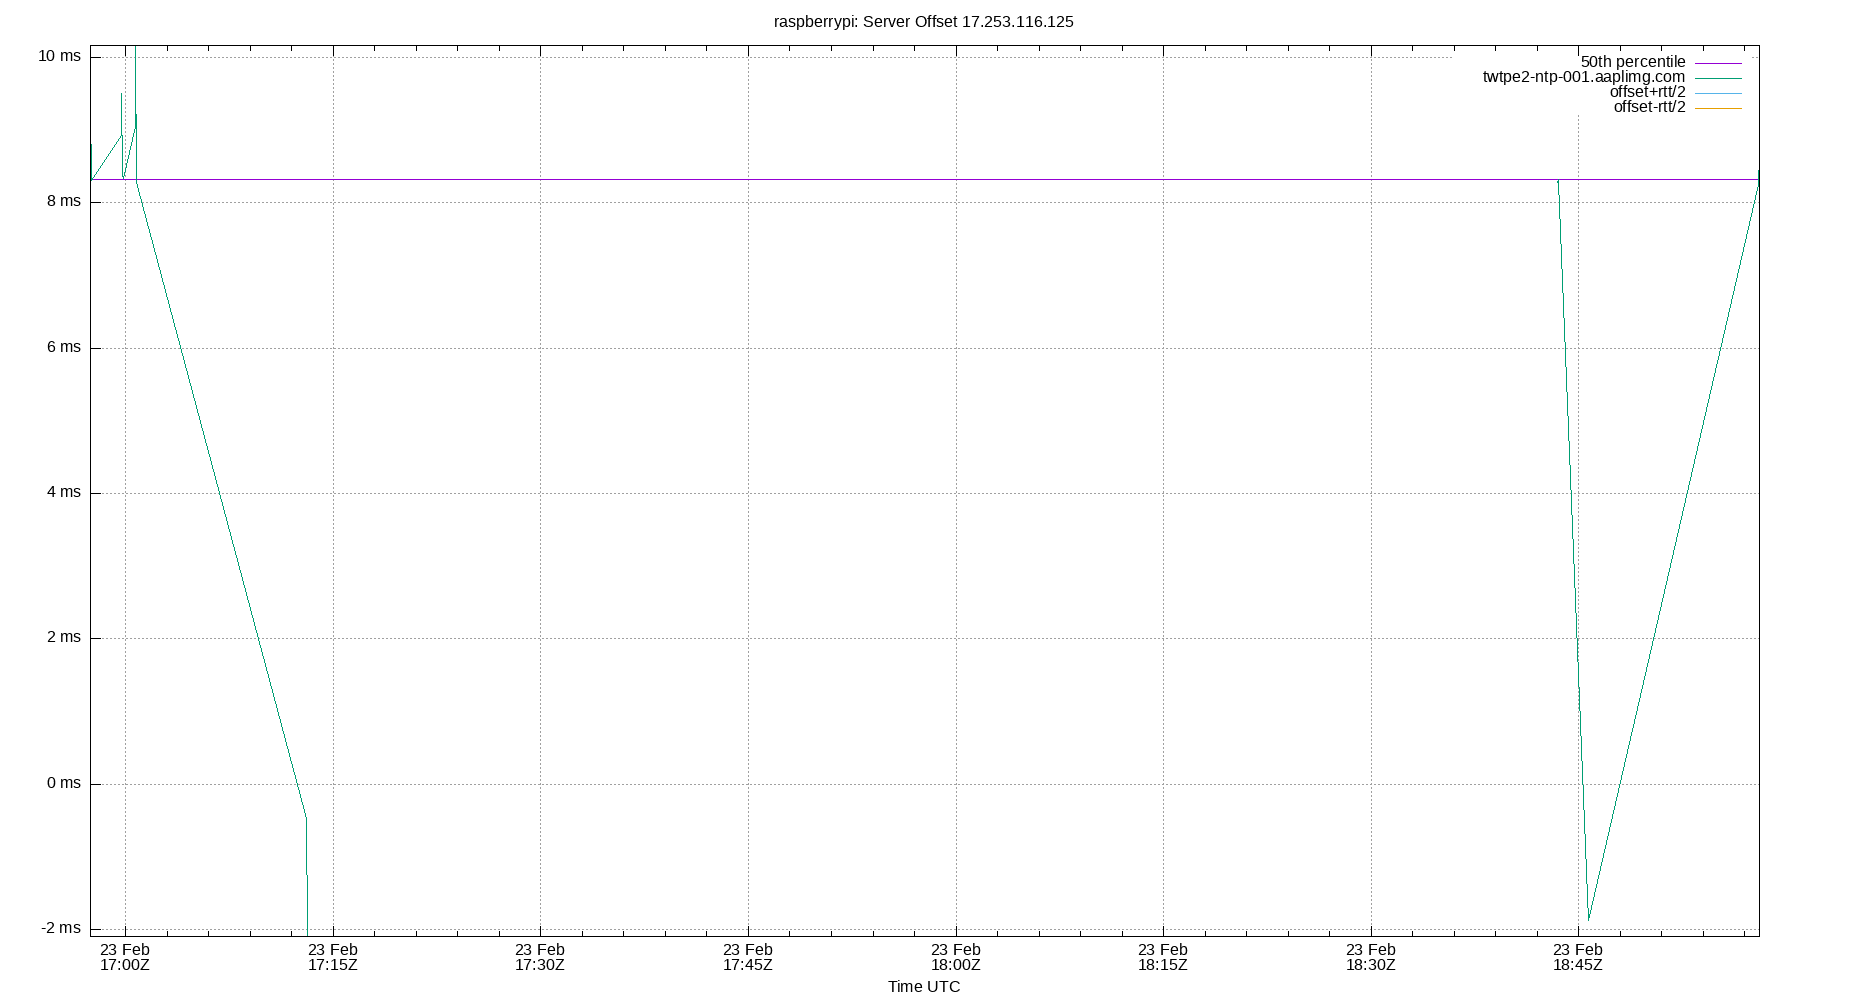 raspberrypi: Server Offset 17.253.116.125
10 ms
8 ms
6 ms
4 ms
2 ms
0 ms
-2 ms
50th percentile
twtpe2-ntp-001.aaplimg.com
offset+rtt/2
offset-rtt/2
23 Feb 23 Feb 23 Feb 23 Feb 23 Feb 23 Feb 23 Feb 23 Feb
17:00Z 17:15Z 17:30Z 17:45Z 18:00Z 18:15Z 18:30Z 18:45Z
Time UTC